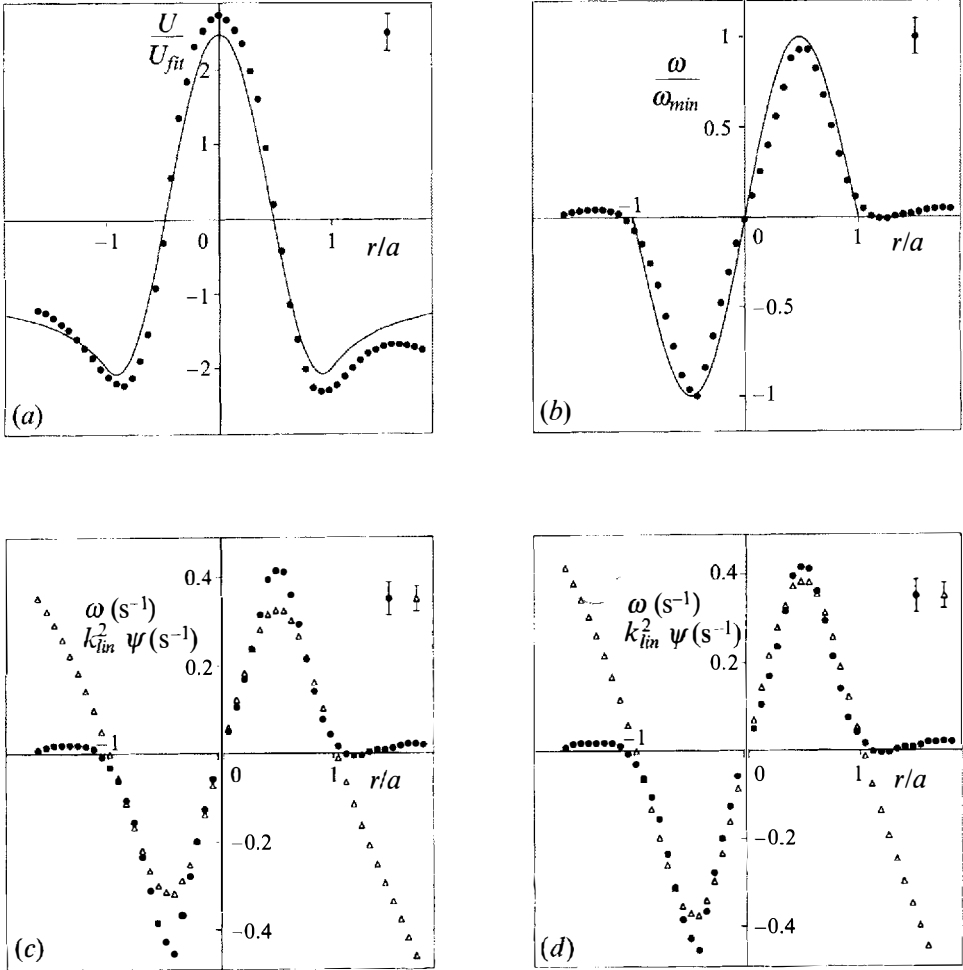 U
U_fit
2
1
−1
0
1
r/a
−1
−2
(a)
1
ω
ω_min
0.5
−1
0
1
r/a
−0.5
−1
(b)
0.4
ω (s⁻¹)
k²_lin ψ (s⁻¹)
0.2
−1
0
1
r/a
−0.2
−0.4
(c)
0.4
ω (s⁻¹)
k²_lin ψ (s⁻¹)
0.2
−1
0
1
r/a
−0.2
−0.4
(d)